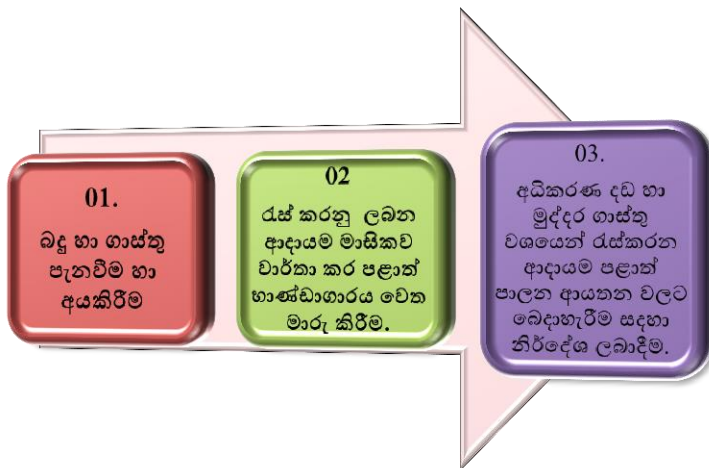 01.
බදු හා ගාස්තු
පැනවීම හා
අයකිරීම
02
රැස් කරනු ලබන
ආදායම මාසිකව
වාර්තා කර පළාත්
භාණ්ඩාගාරය වෙත
මාරු කිරීම.
03.
අධිකරණ දඩ හා
මුද්දර ගාස්තු
වශයෙන් රැස්කරන
ආදායම පළාත්
පාලන ආයතන වලට
බෙදාහැරීම සදහා
නිර්දේශ ලබාදීම.